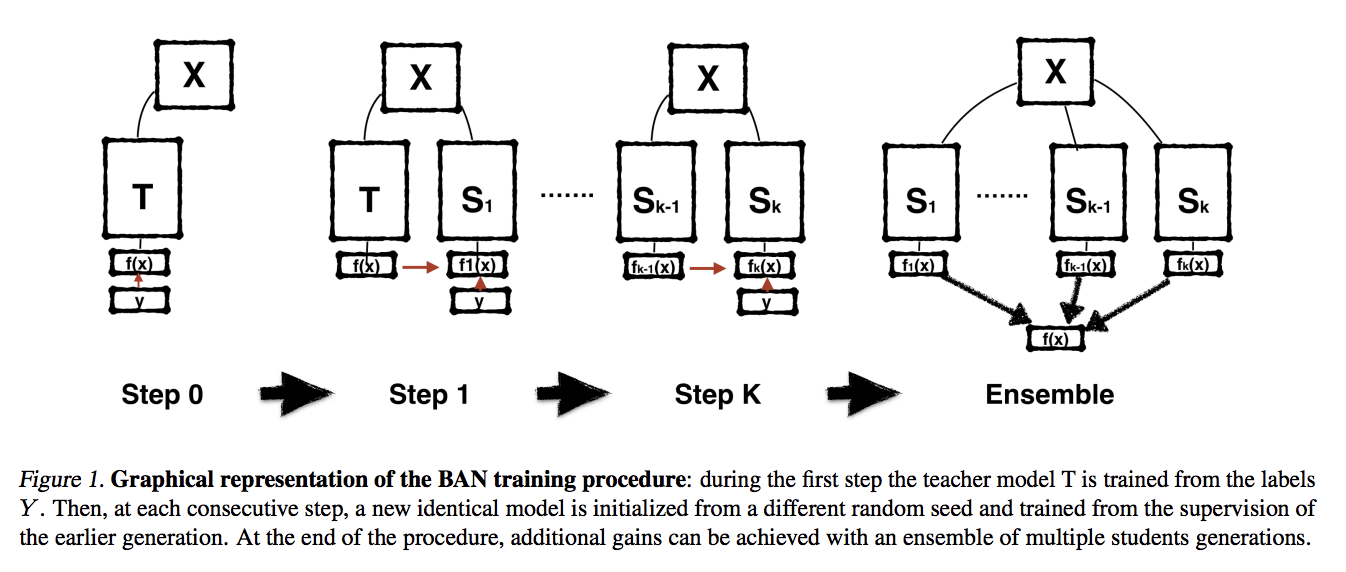 X X X X
T T S1 ....... Sk-1 Sk S1 ....... Sk-1 Sk
f(x) f(x) f1(x) fk-1(x) fk(x) f1(x) fk-1(x) fk(x)
y y y
f(x)
Step 0 Step 1 Step K Ensemble
Figure 1. Graphical representation of the BAN training procedure: during the first step the teacher model T is trained from the labels
Y. Then, at each consecutive step, a new identical model is initialized from a different random seed and trained from the supervision of
the earlier generation. At the end of the procedure, additional gains can be achieved with an ensemble of multiple students generations.